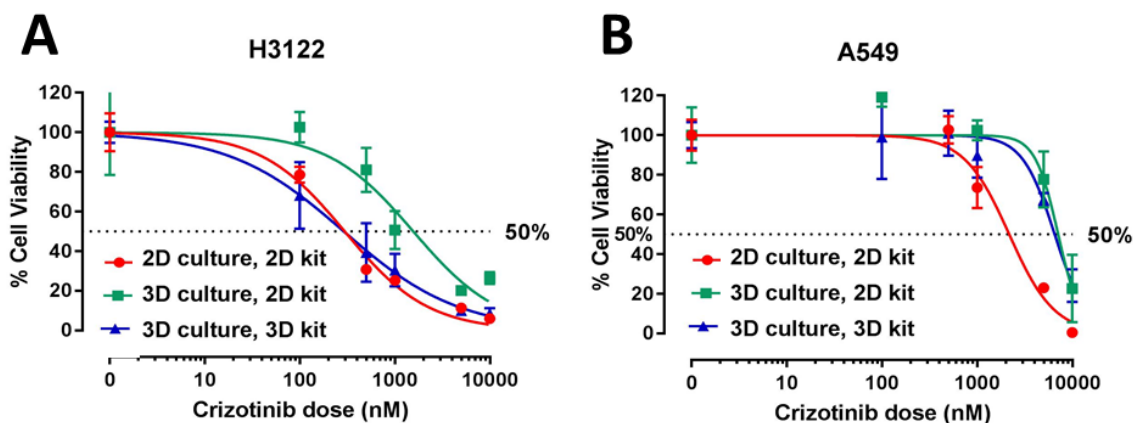 A
H3122
% Cell Viability
120
100
80
60
40
20
0
50%
2D culture, 2D kit
3D culture, 2D kit
3D culture, 3D kit
0 10 100 1000 10000
Crizotinib dose (nM)
B
A549
% Cell Viability
120
100
80
60
50%
40
20
0
50%
2D culture, 2D kit
3D culture, 2D kit
3D culture, 3D kit
0 10 100 1000 10000
Crizotinib dose (nM)